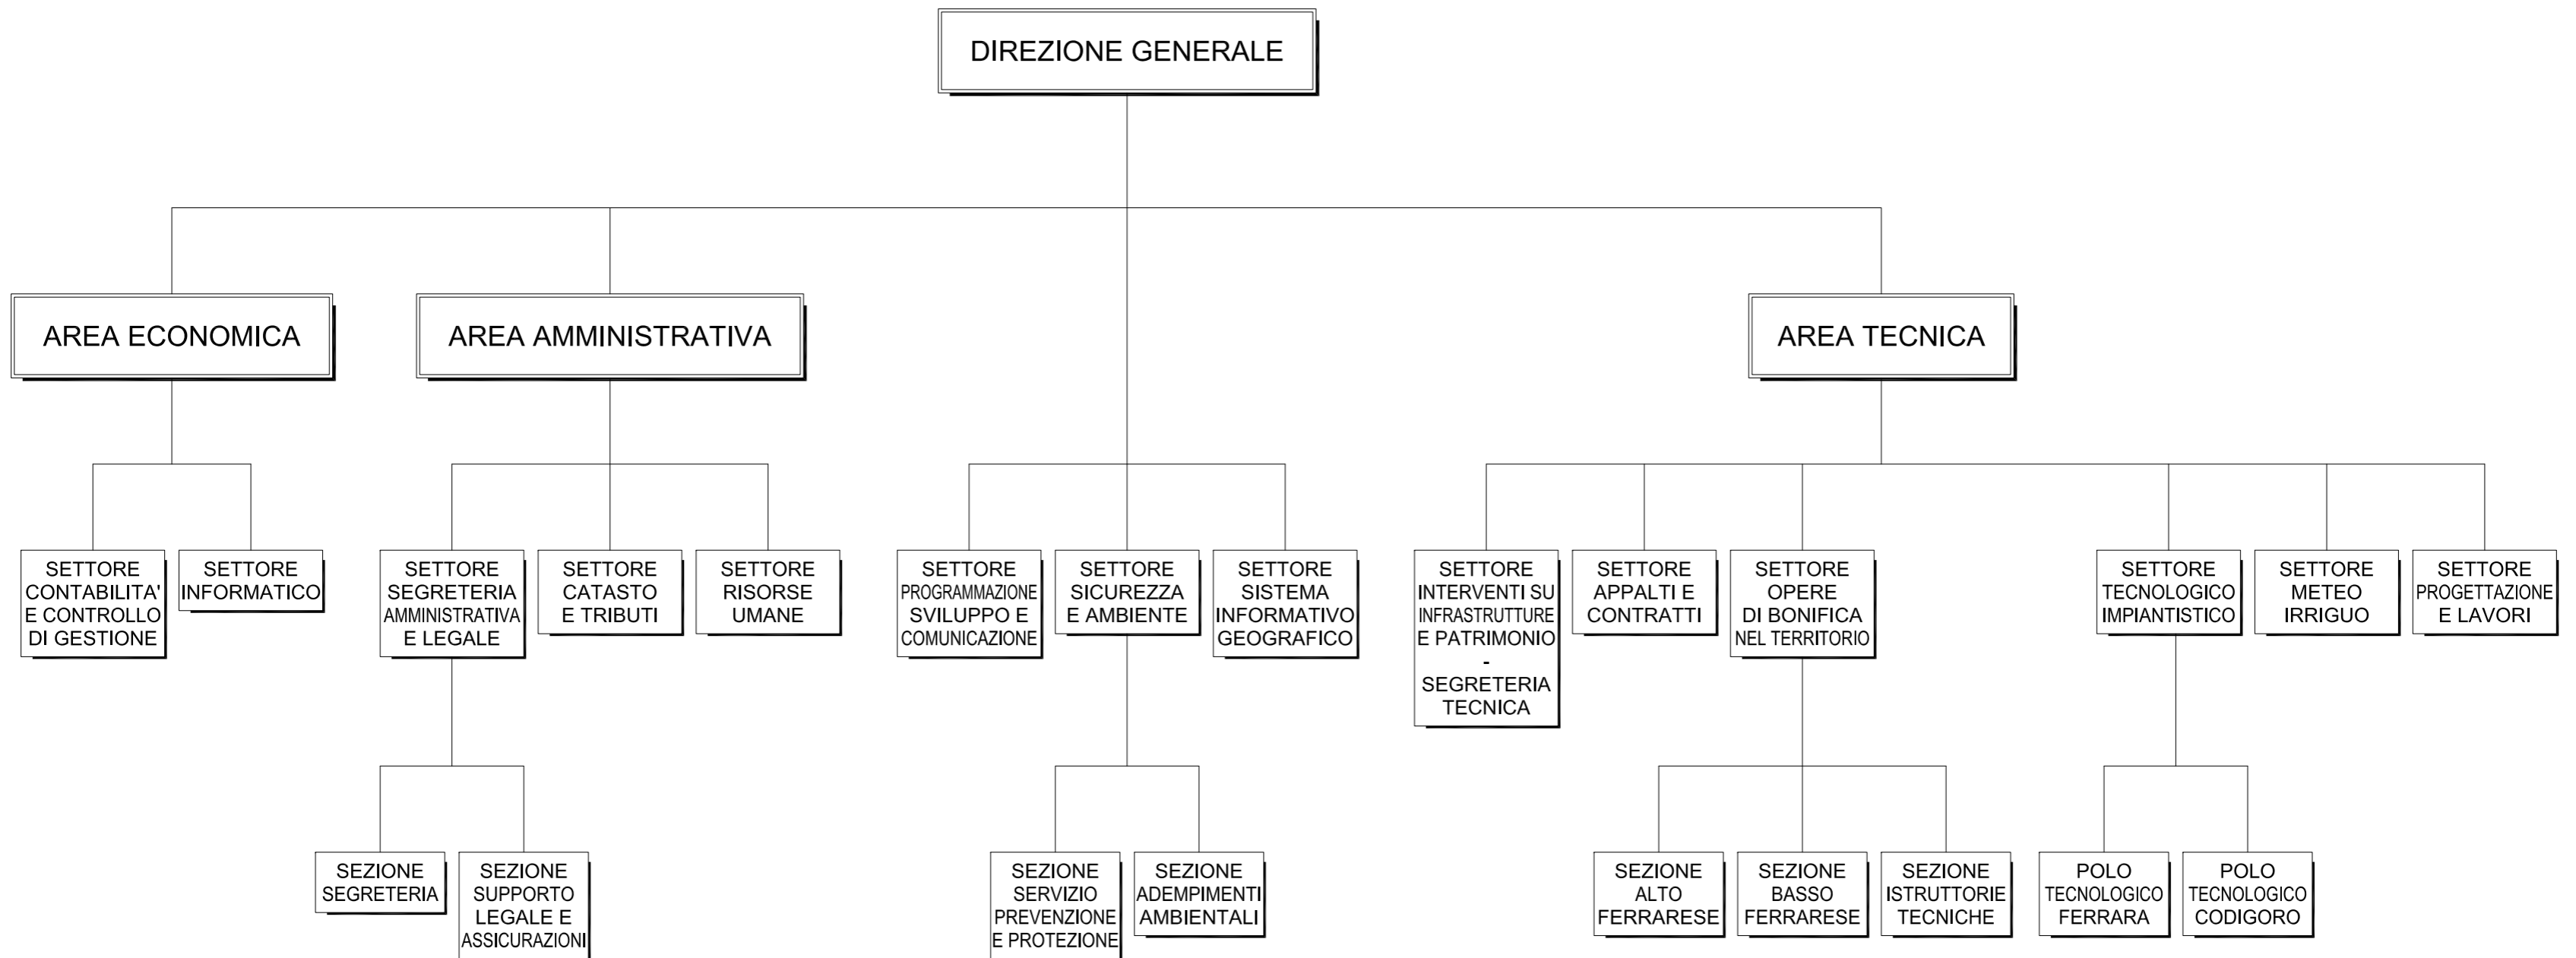 DIREZIONE GENERALE
AREA ECONOMICA
AREA AMMINISTRATIVA
AREA TECNICA
SETTORE
CONTABILITA'
E CONTROLLO
DI GESTIONE
SETTORE
INFORMATICO
SETTORE
SEGRETERIA
AMMINISTRATIVA
E LEGALE
SETTORE
CATASTO
E TRIBUTI
SETTORE
RISORSE
UMANE
SETTORE
PROGRAMMAZIONE
SVILUPPO E
COMUNICAZIONE
SETTORE
SICUREZZA
E AMBIENTE
SETTORE
SISTEMA
INFORMATIVO
GEOGRAFICO
SETTORE
INTERVENTI SU
INFRASTRUTTURE
E PATRIMONIO
-
SEGRETERIA
TECNICA
SETTORE
APPALTI E
CONTRATTI
SETTORE
OPERE
DI BONIFICA
NEL TERRITORIO
SETTORE
TECNOLOGICO
IMPIANTISTICO
SETTORE
METEO
IRRIGUO
SETTORE
PROGETTAZIONE
E LAVORI
SEZIONE
SEGRETERIA
SEZIONE
SUPPORTO
LEGALE E
ASSICURAZIONI
SEZIONE
SERVIZIO
PREVENZIONE
E PROTEZIONE
SEZIONE
ADEMPIMENTI
AMBIENTALI
SEZIONE
ALTO
FERRARESE
SEZIONE
BASSO
FERRARESE
SEZIONE
ISTRUTTORIE
TECNICHE
POLO
TECNOLOGICO
FERRARA
POLO
TECNOLOGICO
CODIGORO